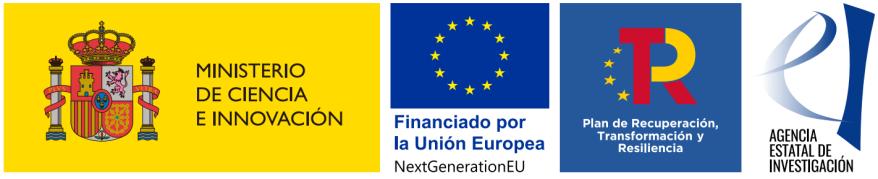 MINISTERIO
DE CIENCIA
E INNOVACIÓN
Financiado por
la Unión Europea
NextGenerationEU
Plan de Recuperación,
Transformación y
Resiliencia
AGENCIA
ESTATAL DE
INVESTIGACIÓN